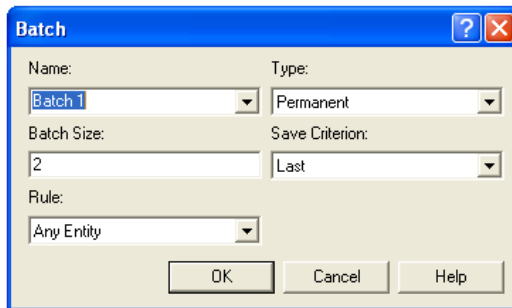 Batch
Name: Type:
Batch 1 Permanent
Batch Size: Save Criterion:
2 Last
Rule:
Any Entity
OK Cancel Help